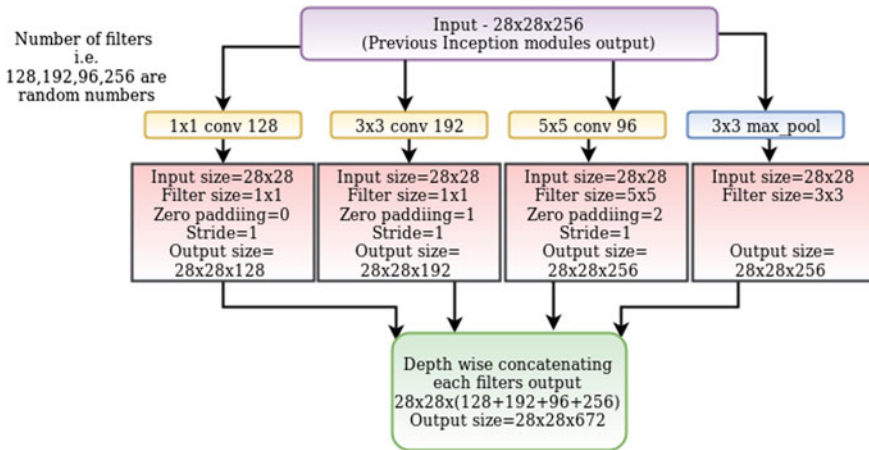 Input - 28x28x256
(Previous Inception modules output)
Number of filters
i.e.
128,192,96,256 are
random numbers
1x1 conv 128
3x3 conv 192
5x5 conv 96
3x3 max_pool
Input size=28x28
Filter size=1x1
Zero paddiing=0
Stride=1
Output size=
28x28x128
Input size=28x28
Filter size=1x1
Zero paddiing=1
Stride=1
Output size=
28x28x192
Input size=28x28
Filter size=5x5
Zero paddiing=2
Stride=1
Output size=
28x28x256
Input size=28x28
Filter size=3x3
Output size=
28x28x256
Depth wise concatenating
each filters output
28x28x(128+192+96+256)
Output size=28x28x672